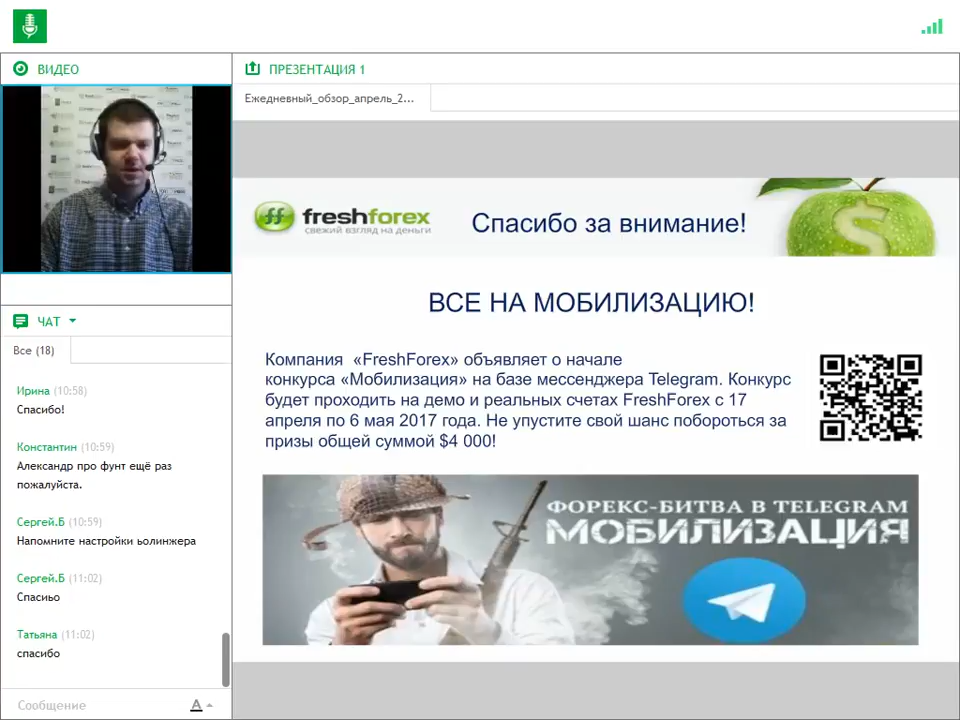 ВИДЕО
ПРЕЗЕНТАЦИЯ 1
Ежедневный_обзор_апрель_2...
freshforex
свежий взгляд на деньги
Спасибо за внимание!
ВСЕ НА МОБИЛИЗАЦИЮ!
Компания «FreshForex» объявляет о начале
конкурса «Мобилизация» на базе мессенджера Telegram. Конкурс
будет проходить на демо и реальных счетах FreshForex с 17
апреля по 6 мая 2017 года. Не упустите свой шанс побороться за
призы общей суммой $4 000!
ФОРЕКС-БИТВА В TELEGRAM
МОБИЛИЗАЦИЯ
ЧАТ
Все (18)
Ирина (10:58)
Спасибо!
Константин (10:59)
Александр про фунт ещё раз
пожалуйста.
Сергей.Б (10:59)
Напомните настройки ьолинжера
Сергей.Б (11:02)
Спасиьо
Татьяна (11:02)
спасибо
Сообщение
A